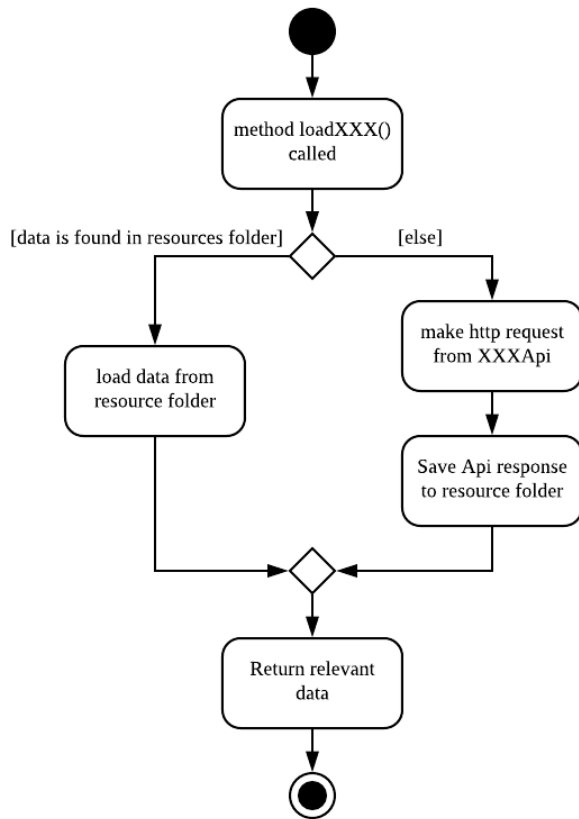 method loadXXX()
called
[data is found in resources folder]
[else]
make http request
from XXXApi
load data from
resource folder
Save Api response
to resource folder
Return relevant
data